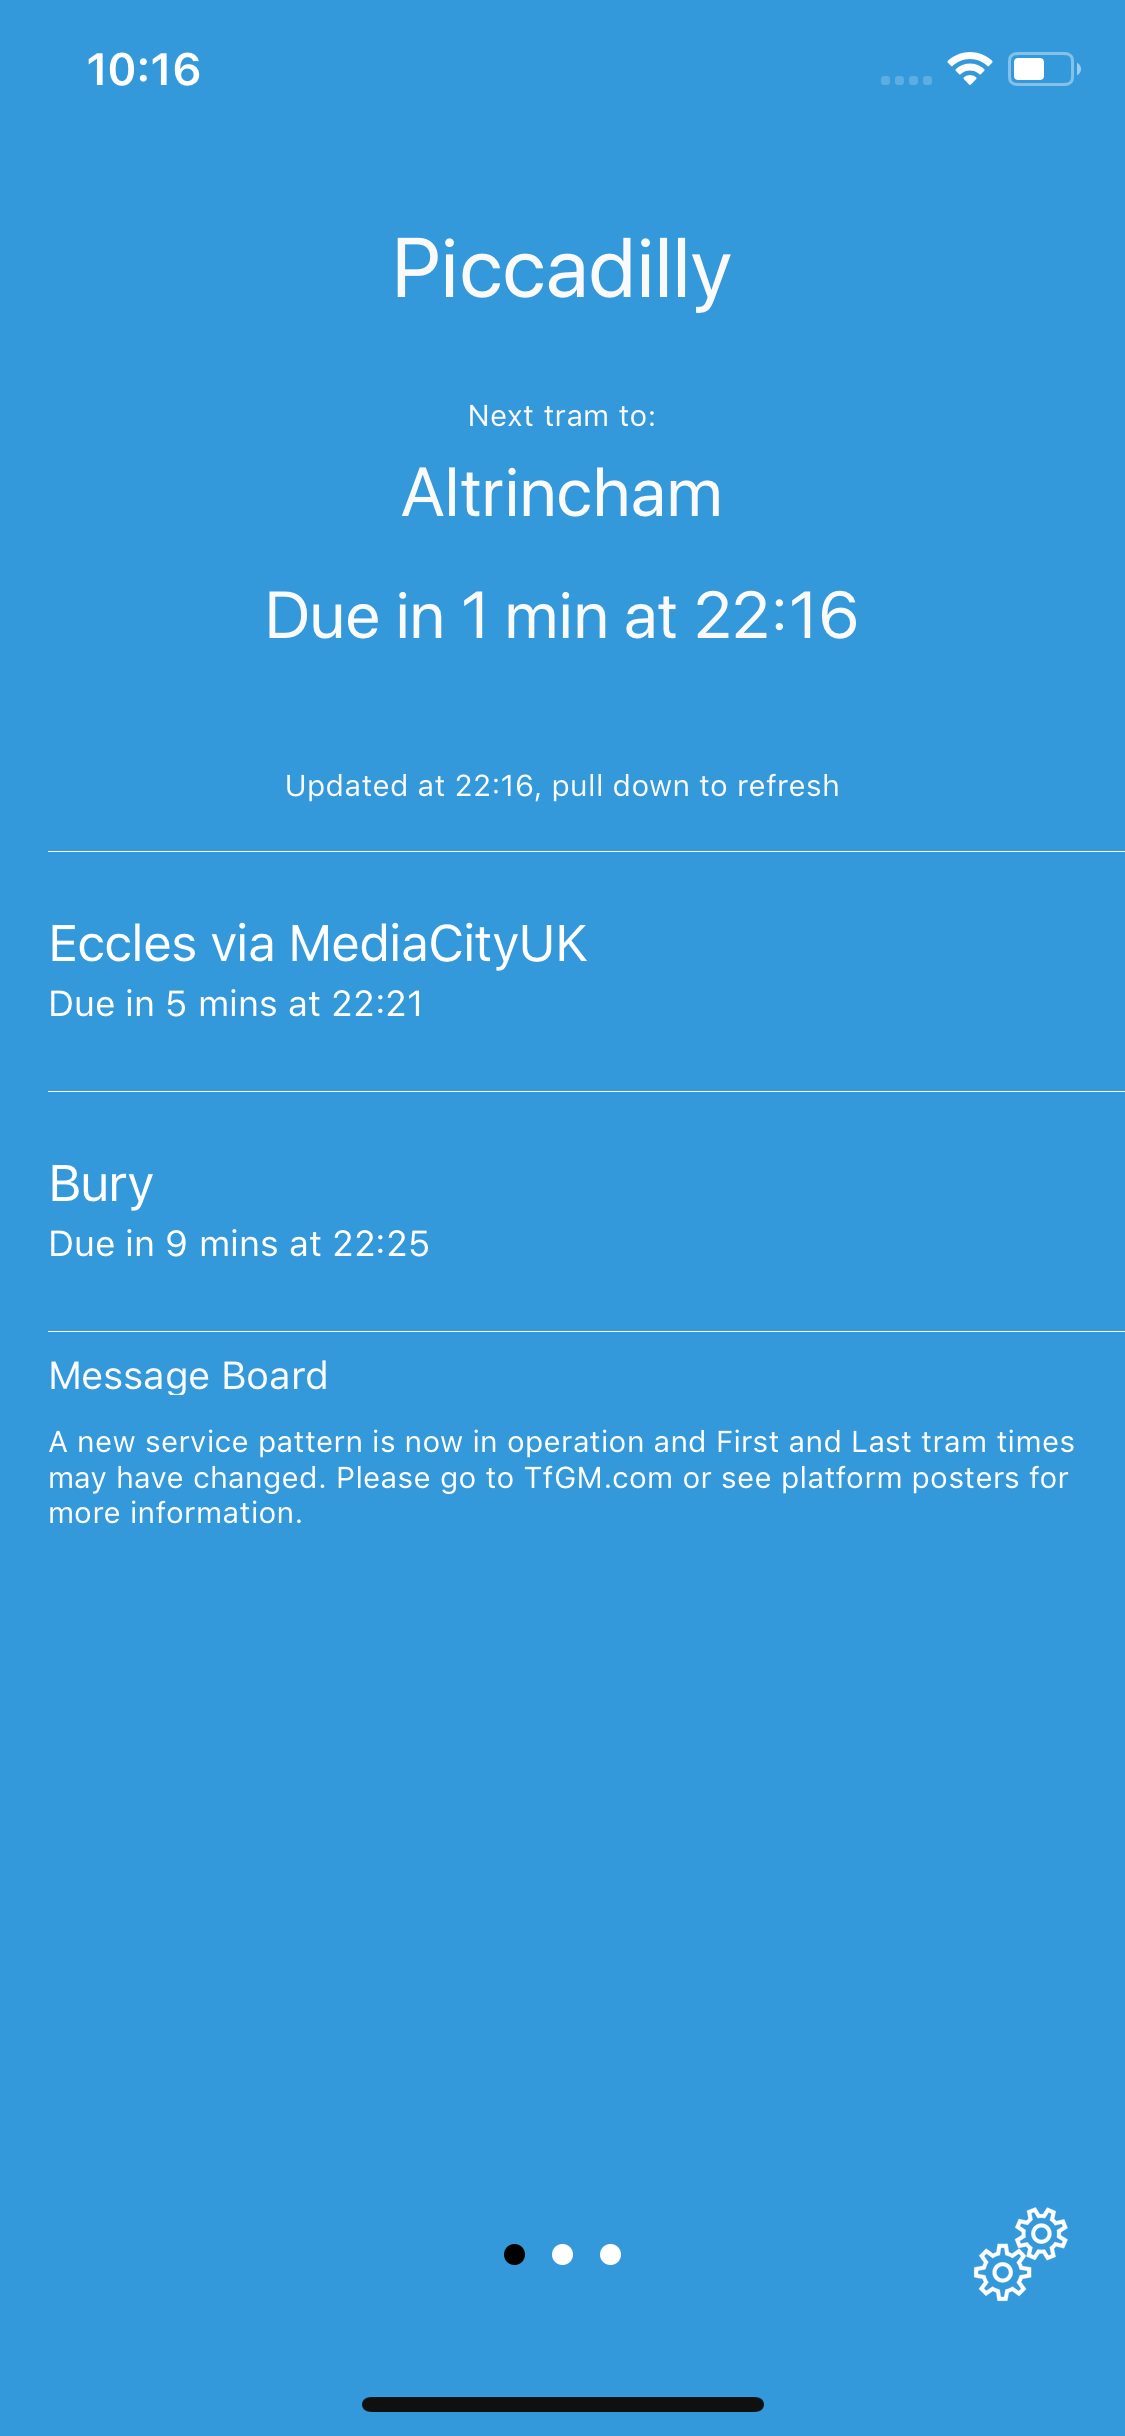 10:16
Piccadilly
Next tram to:
Altrincham
Due in 1 min at 22:16
Updated at 22:16, pull down to refresh
Eccles via MediaCityUK
Due in 5 mins at 22:21
Bury
Due in 9 mins at 22:25
Message Board
A new service pattern is now in operation and First and Last tram times
may have changed. Please go to TfGM.com or see platform posters for
more information.